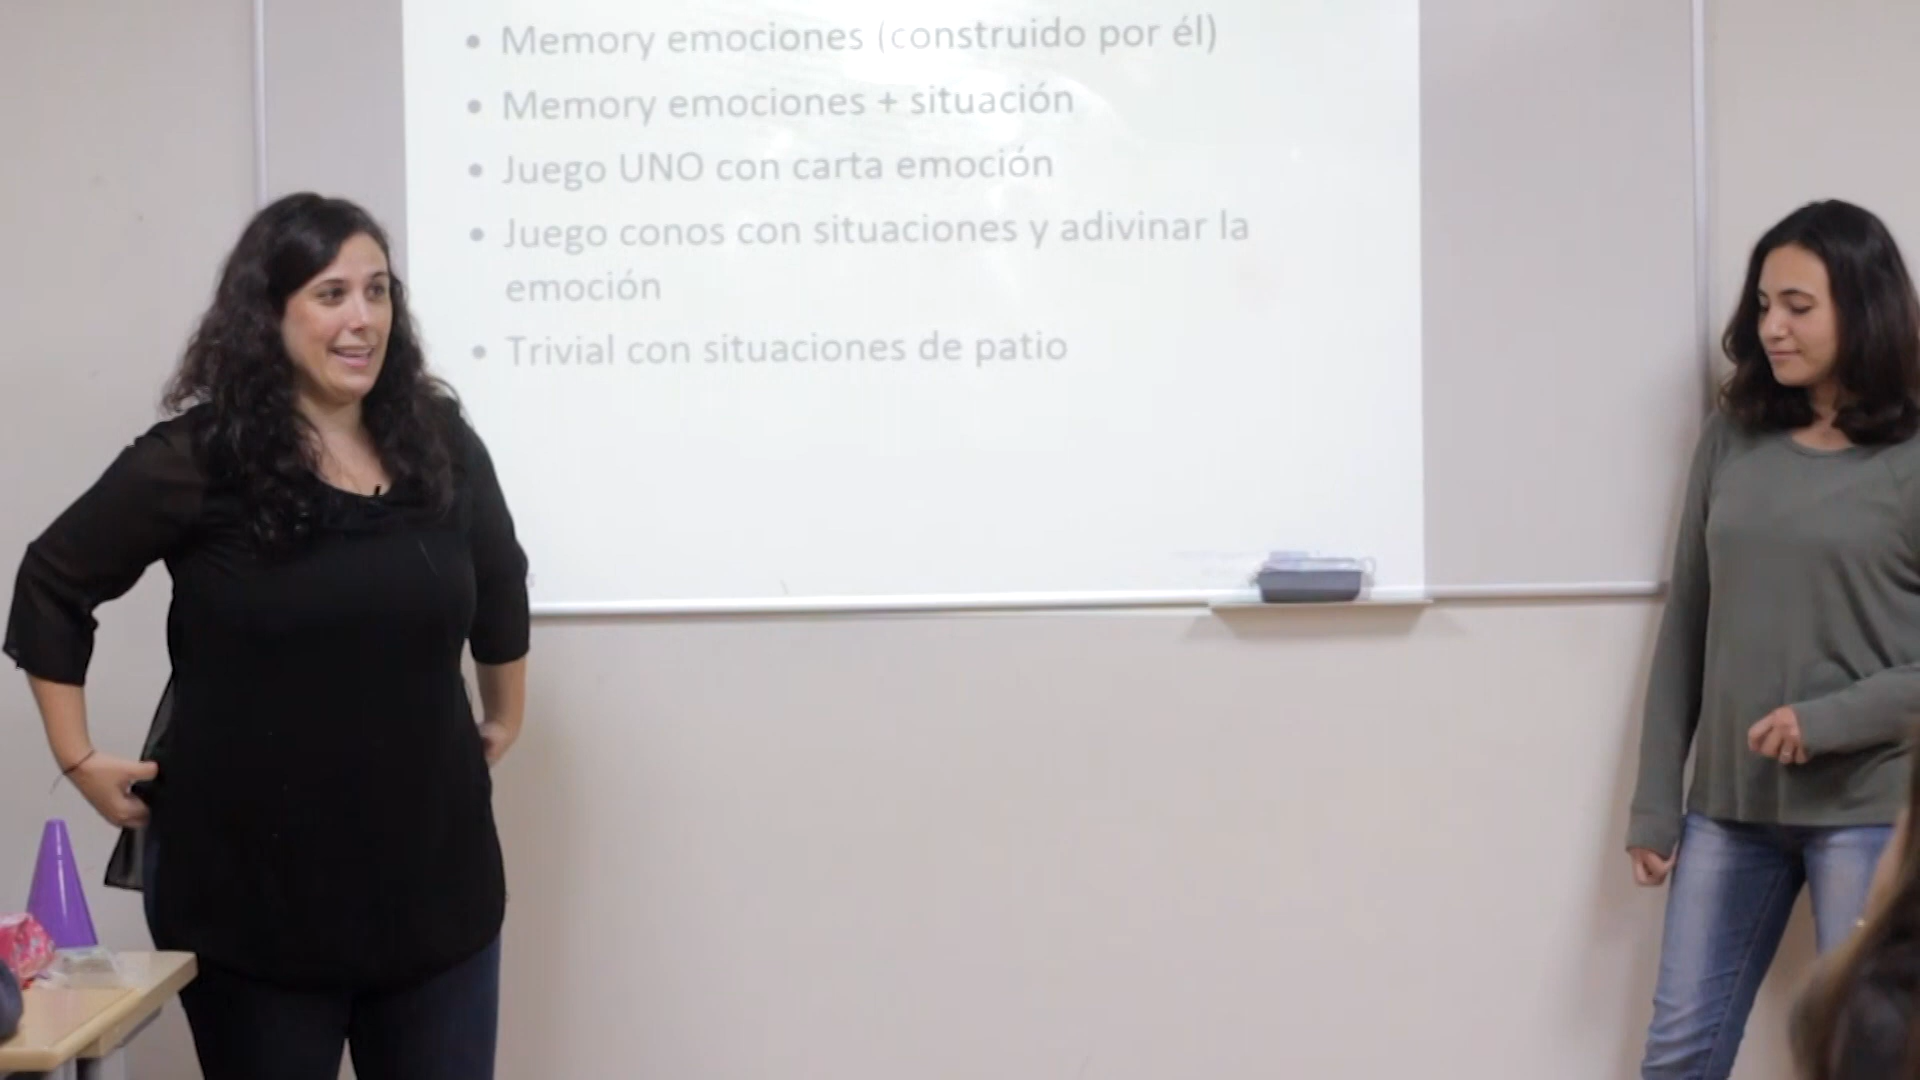 • Memory emociones (construido por él)
• Memory emociones + situación
• Juego UNO con carta emoción
• Juego conos con situaciones y adivinar la
emoción
• Trivial con situaciones de patio